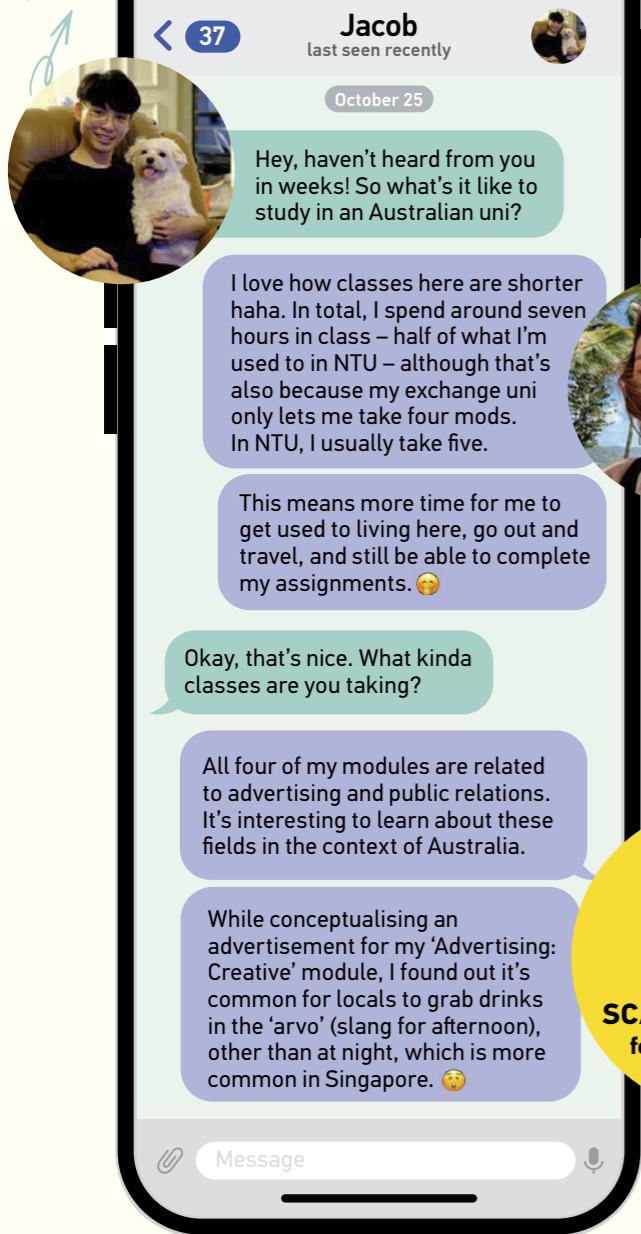 37
Jacob
last seen recently
October 25
Hey, haven't heard from you
in weeks! So what's it like to
study in an Australian uni?
I love how classes here are shorter
haha. In total, I spend around seven
hours in class – half of what I'm
used to in NTU – although that's
also because my exchange uni
only lets me take four mods.
In NTU, I usually take five.
This means more time for me to
get used to living here, go out and
travel, and still be able to complete
my assignments. 🤭
Okay, that's nice. What kinda
classes are you taking?
All four of my modules are related
to advertising and public relations.
It's interesting to learn about these
fields in the context of Australia.
While conceptualising an
advertisement for my 'Advertising:
Creative' module, I found out it's
common for locals to grab drinks
in the 'arvo' (slang for afternoon),
other than at night, which is more
common in Singapore. 😲
Message